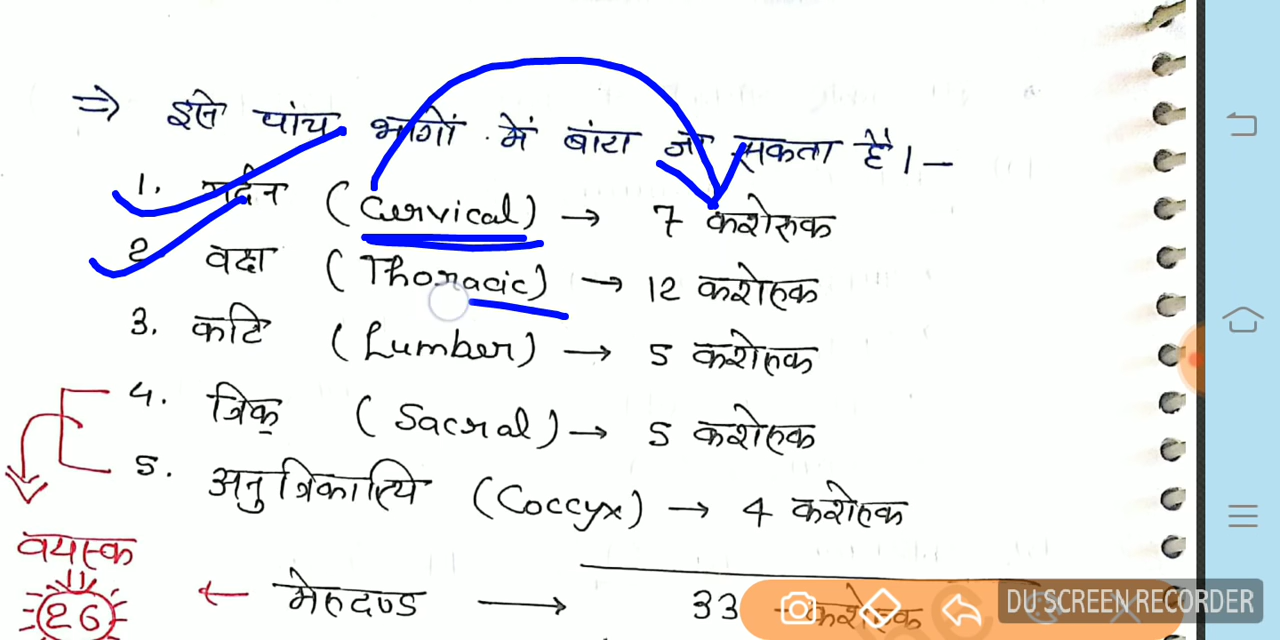 ⇒ इसे पांच भागों में बांटा जा सकता है।—
1. गर्दन (Cervical) → 7 कशेरुक
2. वक्ष (Thoracic) → 12 कशेरुक
3. कटि (Lumber) → 5 कशेरुक
4. त्रिक् (Sacral) → 5 कशेरुक
5. अनुत्रिकास्थि (Coccyx) → 4 कशेरुक
वयस्क
26 ← मेरुदण्ड → 33 कशेरुक
DU SCREEN RECORDER